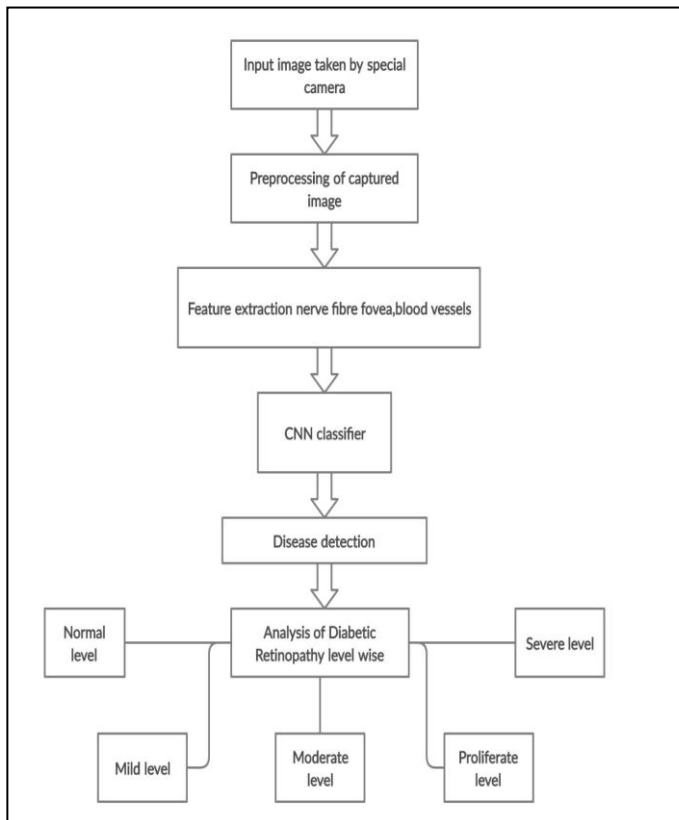 Input image taken by special
camera
Preprocessing of captured
image
Feature extraction nerve fibre fovea,blood vessels
CNN classifier
Disease detection
Normal
level
Analysis of Diabetic
Retinopathy level wise
Severe level
Mild level
Moderate
level
Proliferate
level